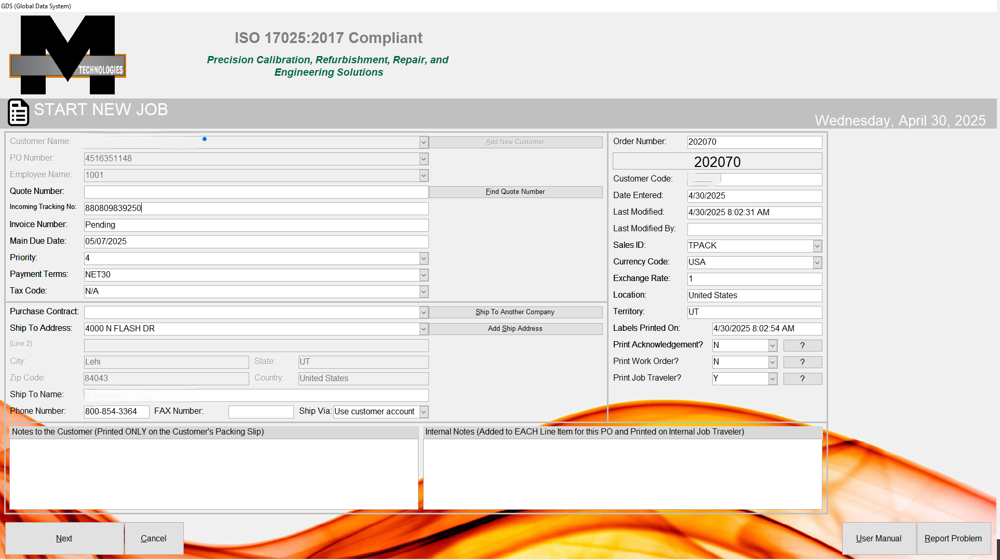 GDS (Global Data System)
TECHNOLOGIES
ISO 17025:2017 Compliant
Precision Calibration, Refurbishment, Repair, and
Engineering Solutions
START NEW JOB
Wednesday, April 30, 2025
Customer Name:
Add New Customer
PO Number: 4516351148
Employee Name: 1001
Quote Number:
Find Quote Number
Incoming Tracking No: 880809839250
Invoice Number: Pending
Main Due Date: 05/07/2025
Priority: 4
Payment Terms: NET30
Tax Code: N/A
Purchase Contract:
Ship To Another Company
Ship To Address: 4000 N FLASH DR
Add Ship Address
(Line 2):
City: Lehi State: UT
Zip Code: 84043 Country: United States
Ship To Name:
Phone Number: 800-854-3364 FAX Number: Ship Via: Use customer account
Order Number: 202070
202070
Customer Code:
Date Entered: 4/30/2025
Last Modified: 4/30/2025 8:02:31 AM
Last Modified By:
Sales ID: TPACK
Currency Code: USA
Exchange Rate: 1
Location: United States
Territory: UT
Labels Printed On: 4/30/2025 8:02:54 AM
Print Acknowledgement? N ?
Print Work Order? N ?
Print Job Traveler? Y ?
Notes to the Customer (Printed ONLY on the Customer's Packing Slip)
Internal Notes (Added to EACH Line Item for this PO and Printed on Internal Job Traveler)
Next
Cancel
User Manual
Report Problem